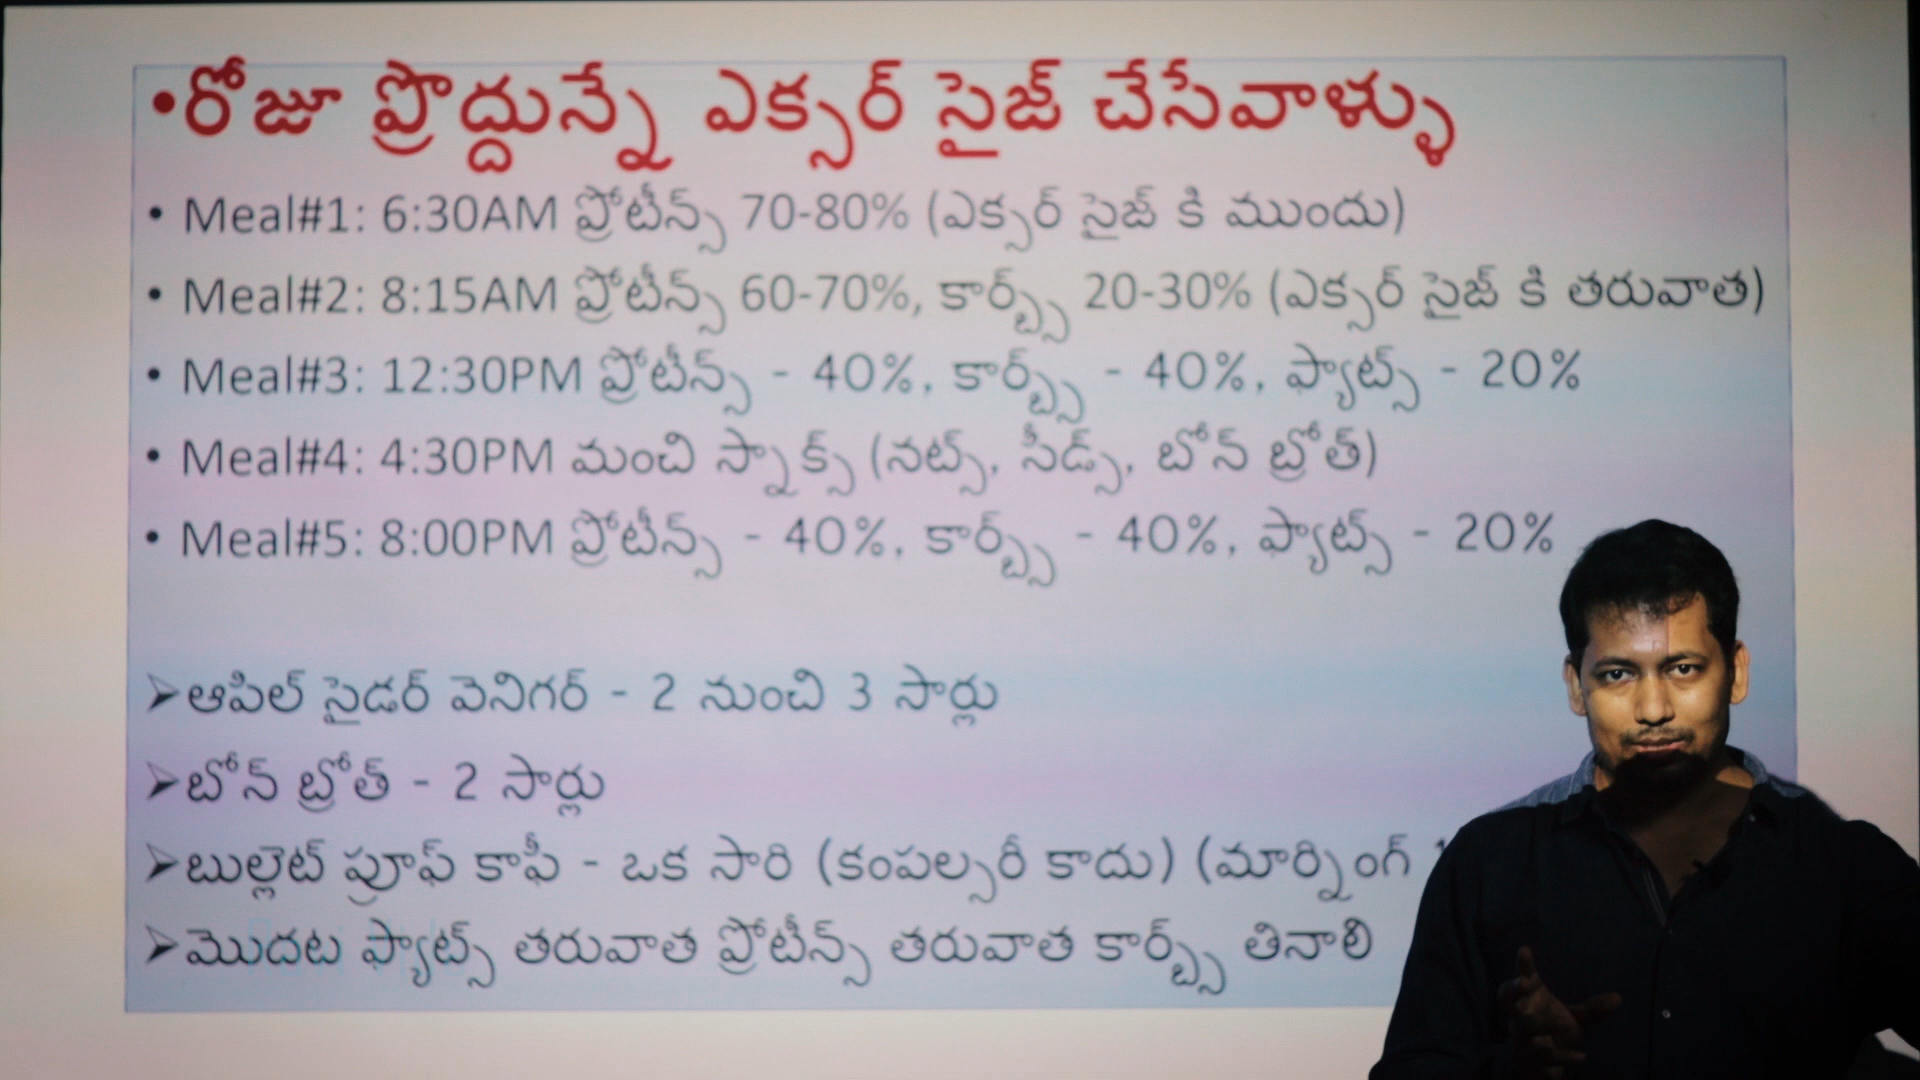 •రోజూ ప్రొద్దున్నే ఎక్సర్ సైజ్ చేసేవాళ్ళు
• Meal#1: 6:30AM ప్రోటీన్స్ 70-80% (ఎక్సర్ సైజ్ కి ముందు)
• Meal#2: 8:15AM ప్రోటీన్స్ 60-70%, కార్బ్స్ 20-30% (ఎక్సర్ సైజ్ కి తరువాత)
• Meal#3: 12:30PM ప్రోటీన్స్ - 40%, కార్బ్స్ - 40%, ఫ్యాట్స్ - 20%
• Meal#4: 4:30PM మంచి స్నాక్స్ (నట్స్, సీడ్స్, బోన్ బ్రోత్)
• Meal#5: 8:00PM ప్రోటీన్స్ - 40%, కార్బ్స్ - 40%, ఫ్యాట్స్ - 20%
➤ఆపిల్ సైడర్ వెనిగర్ - 2 నుంచి 3 సార్లు
➤బోన్ బ్రోత్ - 2 సార్లు
➤బుల్లెట్ ప్రూఫ్ కాఫీ - ఒక సారి (కంపల్సరీ కాదు) (మార్నింగ్
➤మొదట ఫ్యాట్స్ తరువాత ప్రోటీన్స్ తరువాత కార్బ్స్ తినాలి